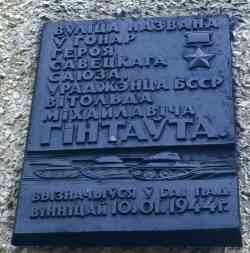 ВУЛІЦА НАЗВАНА
Ў ГОНАР
ГЕРОЯ
САВЕЦКАГА
САЮЗА
УРАДЖЭНЦА БССР
ВІТОЛЬДА
МІХАЙЛАВІЧА
ГІНТАЎТА.
ВЫЗНАЧЫЎСЯ Ў БАІ ПАД
ВІННІЦАЙ 10.01.1944г.